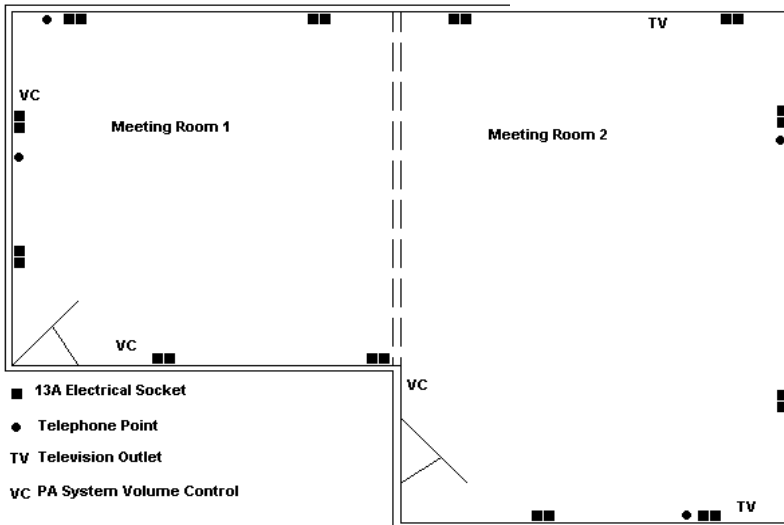 TV
VC
Meeting Room 1
Meeting Room 2
VC
VC
13A Electrical Socket
Telephone Point
TV Television Outlet
VC PA System Volume Control
TV